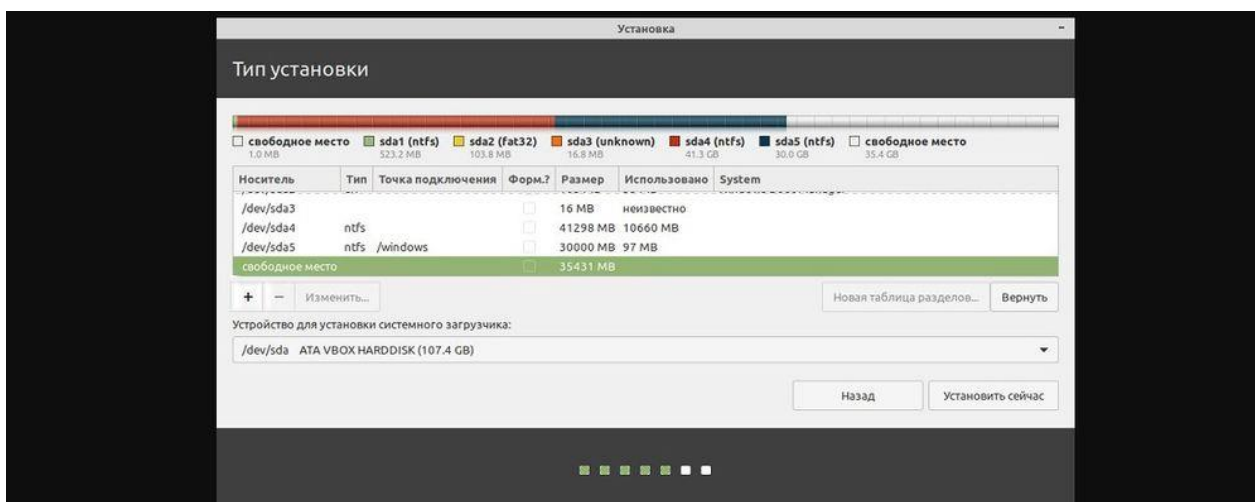 Установка
Тип установки
свободное место sda1 (ntfs) sda2 (fat32) sda3 (unknown) sda4 (ntfs) sda5 (ntfs) свободное место
1.0 MB 523.2 MB 103.8 MB 16.8 MB 41.3 GB 30.0 GB 35.4 GB
Носитель Тип Точка подключения Форм.? Размер Использовано System
/dev/sda3 16 MB неизвестно
/dev/sda4 ntfs 41298 MB 10660 MB
/dev/sda5 ntfs /windows 30000 MB 97 MB
свободное место 35431 MB
+ − Изменить... Новая таблица разделов... Вернуть
Устройство для установки системного загрузчика:
/dev/sda ATA VBOX HARDDISK (107.4 GB)
Назад Установить сейчас